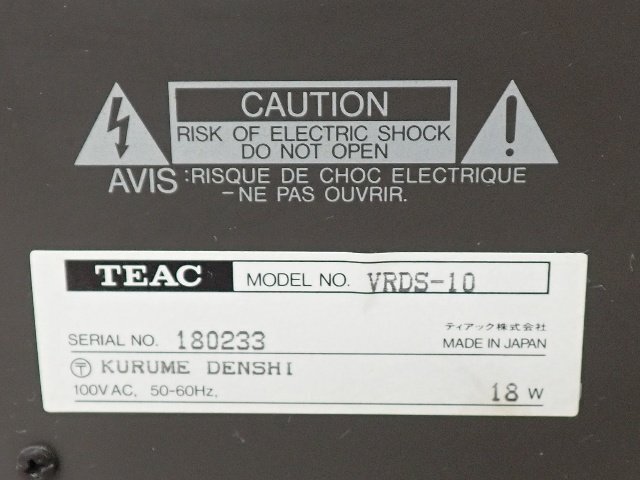 CAUTION
RISK OF ELECTRIC SHOCK
DO NOT OPEN
AVIS :RISQUE DE CHOC ELECTRIQUE
-NE PAS OUVRIR.
TEAC MODEL NO. VRDS-10
ティアック株式会社
SERIAL NO. 180233 MADE IN JAPAN
〒 KURUME DENSHI
100V AC, 50-60Hz, 18 W